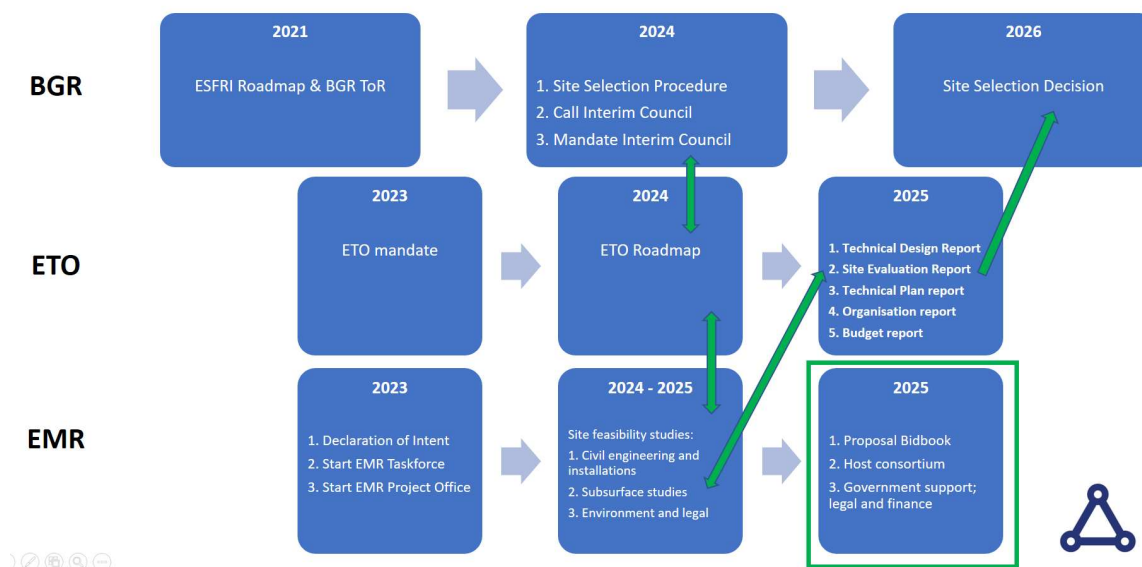 BGR
2021
ESFRI Roadmap & BGR ToR
2024
1. Site Selection Procedure
2. Call Interim Council
3. Mandate Interim Council
2026
Site Selection Decision
ETO
2023
ETO mandate
2024
ETO Roadmap
2025
1. Technical Design Report
2. Site Evaluation Report
3. Technical Plan report
4. Organisation report
5. Budget report
EMR
2023
1. Declaration of Intent
2. Start EMR Taskforce
3. Start EMR Project Office
2024 - 2025
Site feasibility studies:
1. Civil engineering and
installations
2. Subsurface studies
3. Environment and legal
2025
1. Proposal Bidbook
2. Host consortium
3. Government support;
legal and finance